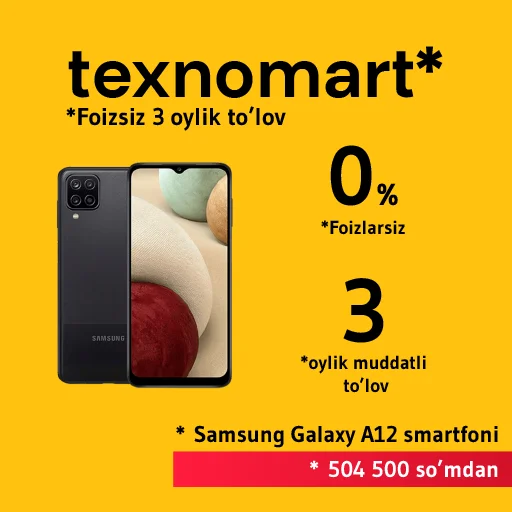 texnomart*
*Foizsiz 3 oylik to’lov
0%
*Foizlarsiz
3
*oylik muddatli
to’lov
SAMSUNG
* Samsung Galaxy A12 smartfoni
* 504 500 so’mdan